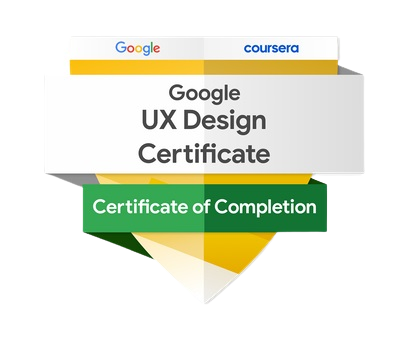 Google coursera
Google
UX Design
Certificate
Certificate of Completion